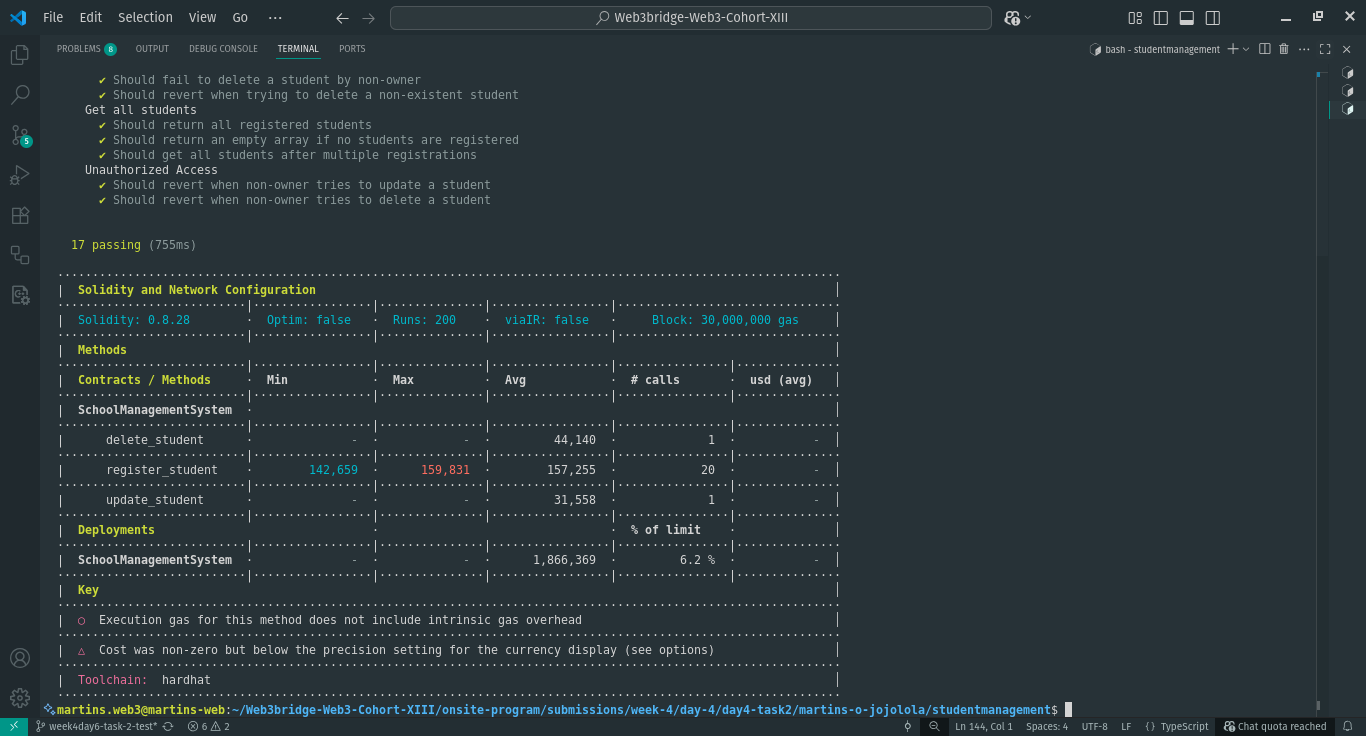 File Edit Selection View Go ··· Web3bridge-Web3-Cohort-XIII
PROBLEMS 8 OUTPUT DEBUG CONSOLE TERMINAL PORTS bash - studentmanagement
✔ Should fail to delete a student by non-owner
✔ Should revert when trying to delete a non-existent student
Get all students
✔ Should return all registered students
✔ Should return an empty array if no students are registered
✔ Should get all students after multiple registrations
Unauthorized Access
✔ Should revert when non-owner tries to update a student
✔ Should revert when non-owner tries to delete a student
17 passing (755ms)
| Solidity and Network Configuration |
| Solidity: 0.8.28 · Optim: false · Runs: 200 · viaIR: false · Block: 30,000,000 gas |
| Methods |
| Contracts / Methods · Min · Max · Avg · # calls · usd (avg) |
| SchoolManagementSystem · |
| delete_student · - · - · 44,140 · 1 · - |
| register_student · 142,659 · 159,831 · 157,255 · 20 · - |
| update_student · - · - · 31,558 · 1 · - |
| Deployments · · % of limit · |
| SchoolManagementSystem · - · - · 1,866,369 · 6.2 % · - |
| Key |
| ○ Execution gas for this method does not include intrinsic gas overhead |
| △ Cost was non-zero but below the precision setting for the currency display (see options) |
| Toolchain: hardhat |
martins.web3@martins-web:~/Web3bridge-Web3-Cohort-XIII/onsite-program/submissions/week-4/day-4/day4-task2/martins-o-jojolola/studentmanagement$
5
week4day6-task-2-test* 6 2 Ln 144, Col 1 Spaces: 4 UTF-8 LF {} TypeScript Chat quota reached